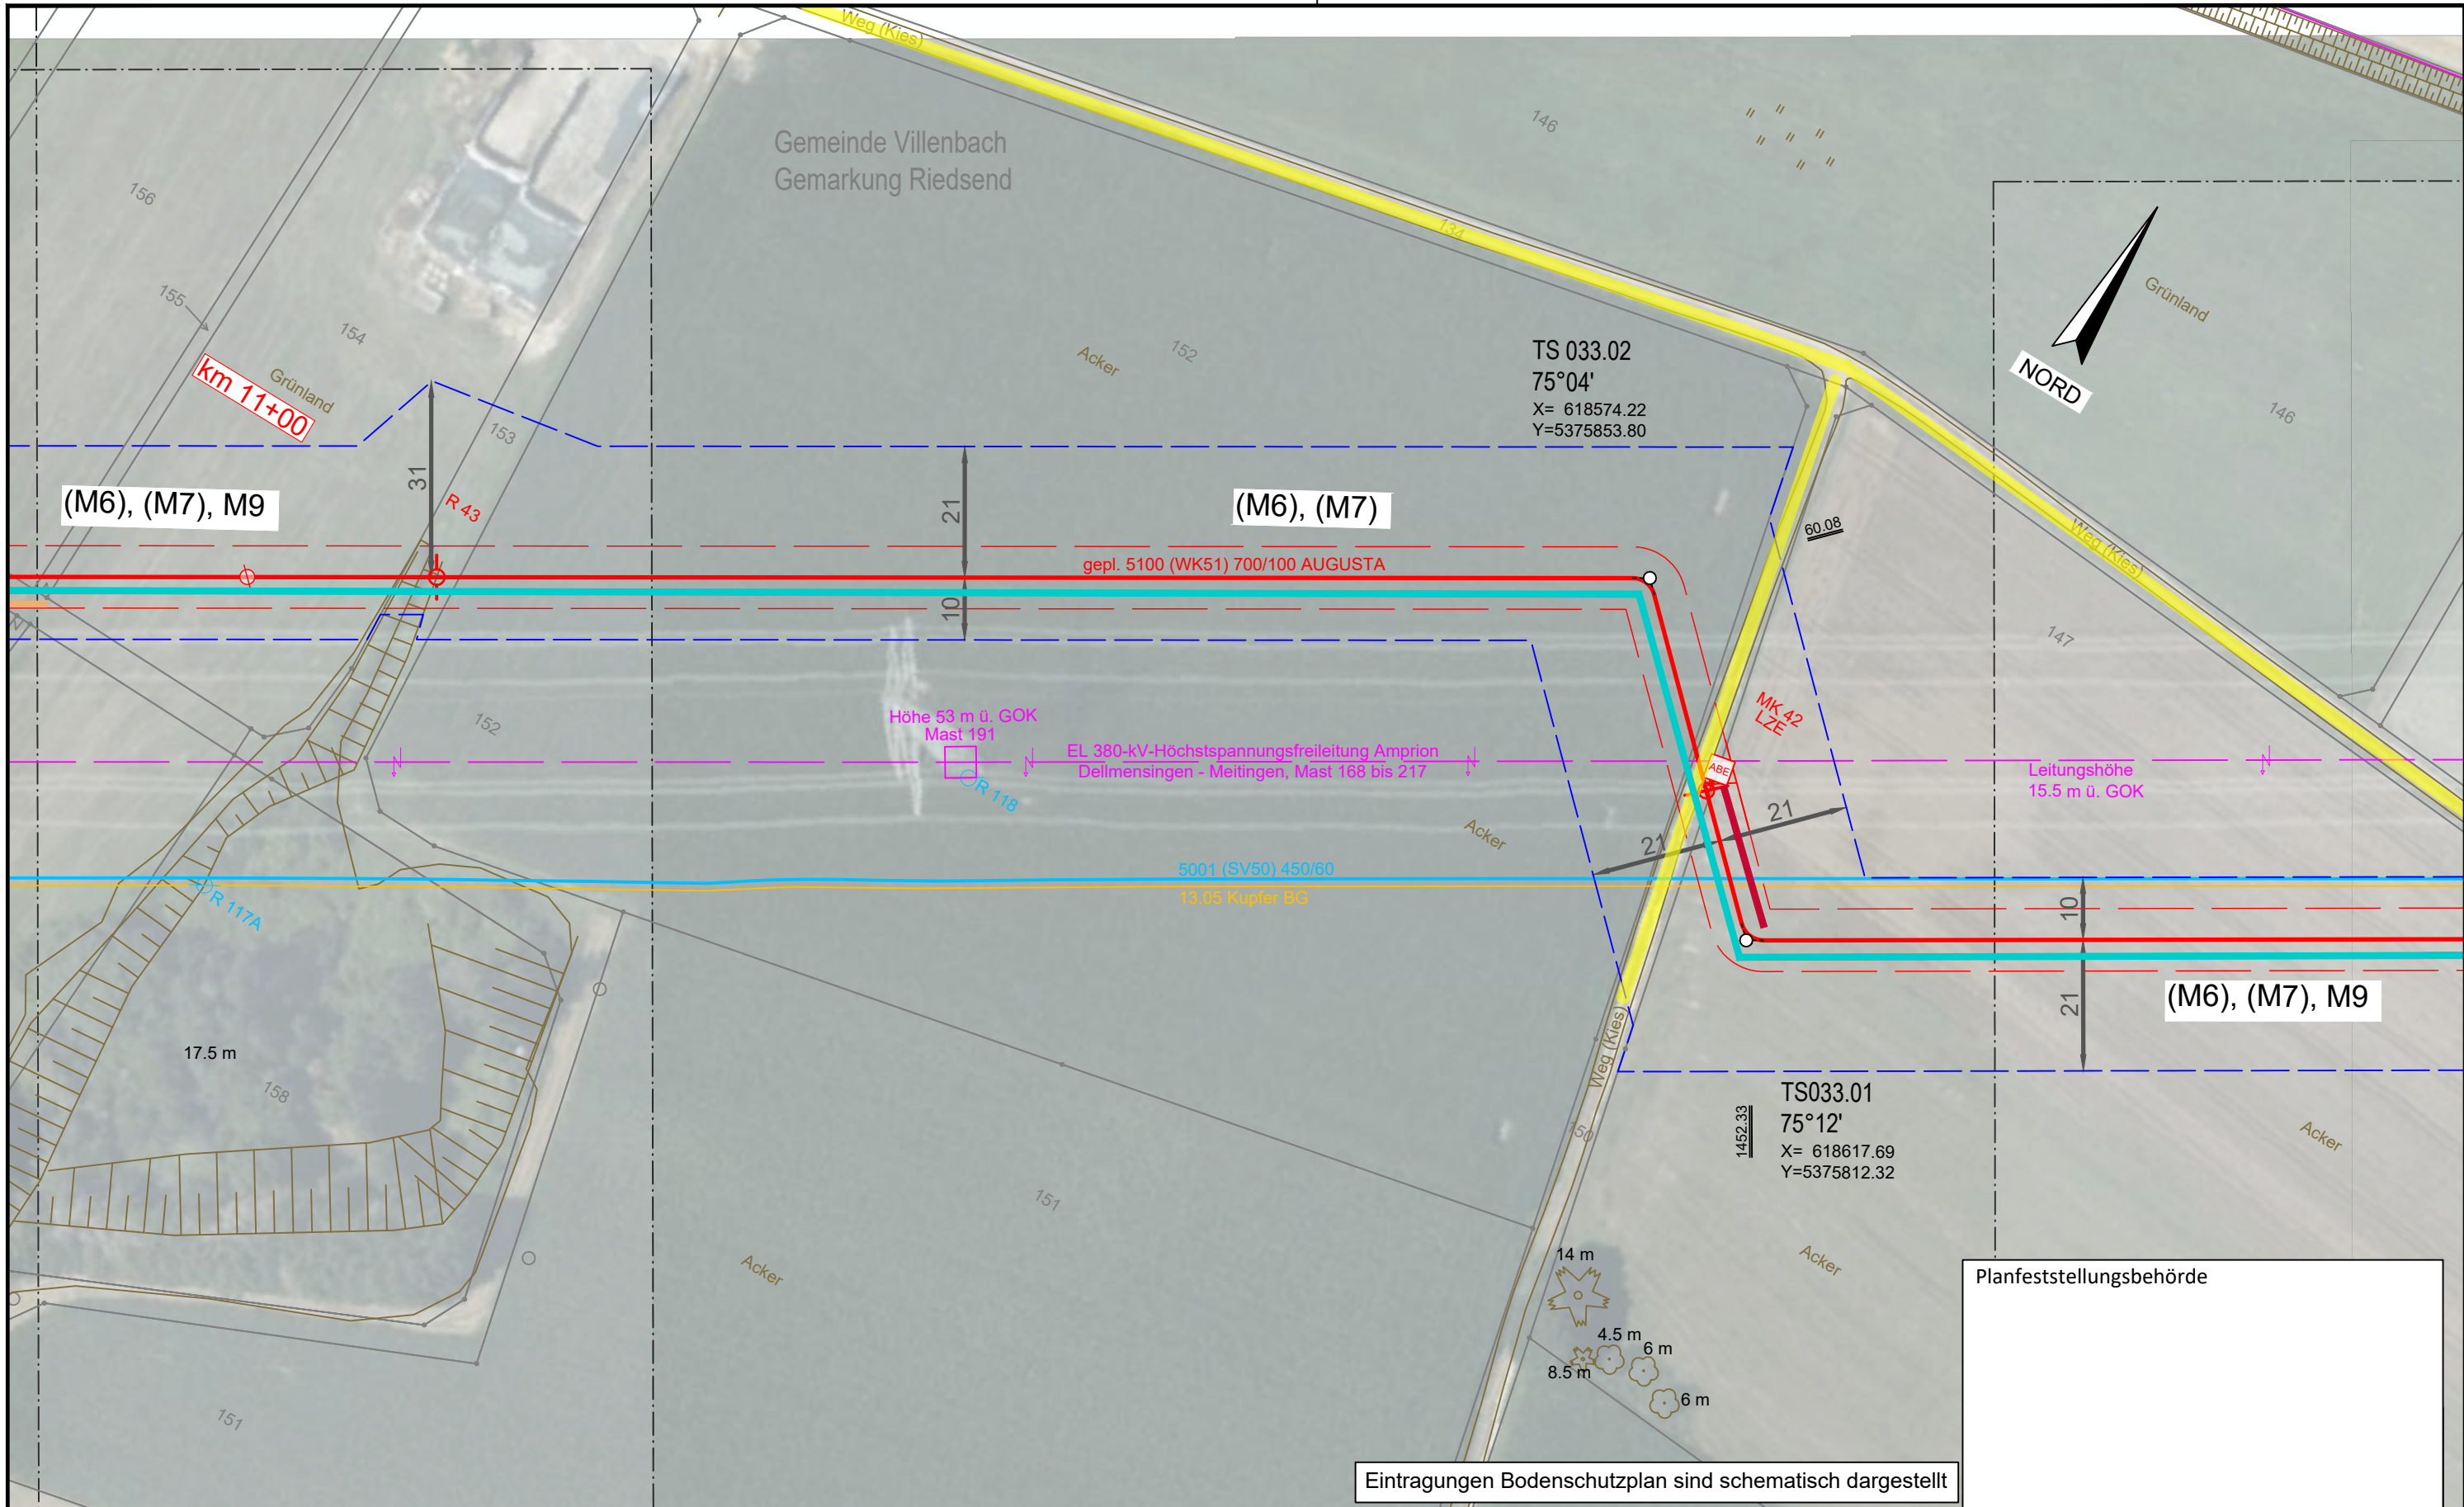 Weg (Kies)
146
Gemeinde Villenbach
Gemarkung Riedsend
156
134
155
154
Grünland
km 11+00
153
Acker
152
TS 033.02
75°04'
X= 618574.22
Y=5375853.80
NORD
Grünland
146
31
R 43
(M6), (M7), M9
21
(M6), (M7)
60.08
Weg (Kies)
gepl. 5100 (WK51) 700/100 AUGUSTA
10
147
152
Höhe 53 m ü. GOK
Mast 191
R 118
EL 380-kV-Höchstspannungsfreileitung Amprion
Dellmensingen - Meitingen, Mast 168 bis 217
MK 42
LZE
ABE
Leitungshöhe
15.5 m ü. GOK
21
21
Acker
5001 (SV50) 450/60
13.05 Kupfer BG
R 117A
10
21
(M6), (M7), M9
17.5 m
158
Weg (Kies)
150
TS033.01
75°12'
X= 618617.69
Y=5375812.32
1452.33
Acker
151
Acker
Acker
14 m
4.5 m
6 m
8.5 m
6 m
151
Planfeststellungsbehörde
Eintragungen Bodenschutzplan sind schematisch dargestellt